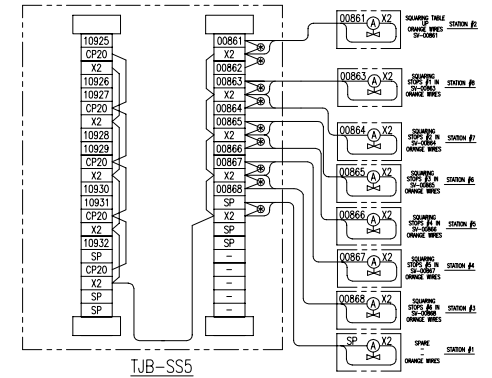 10925
CP20
X2
10926
10927
CP20
X2
10928
10929
CP20
X2
10930
10931
CP20
X2
10932
SP
CP20
X2
SP
SP
00861
X2
00862
00863
X2
00864
00865
X2
00866
00867
X2
00868
SP
X2
SP
SP
-
-
-
-
-
TJB-SS5
00861 A X2
SQUARING TABLE
UP
ORANGE WIRES
SV-00861
STATION #2
00863 A X2
SQUARING
STOPS #1 IN
SV-00863
ORANGE WIRES
STATION #8
00864 A X2
SQUARING
STOPS #2 IN
SV-00864
ORANGE WIRES
STATION #7
00865 A X2
SQUARING
STOPS #3 IN
SV-00865
ORANGE WIRES
STATION #6
00866 A X2
SQUARING
STOPS #4 IN
SV-00866
ORANGE WIRES
STATION #5
00867 A X2
SQUARING
STOPS #5 IN
SV-00867
ORANGE WIRES
STATION #4
00868 A X2
SQUARING
STOPS #6 IN
SV-00868
ORANGE WIRES
STATION #3
SP A X2
SPARE
-
-
ORANGE WIRES
STATION #1